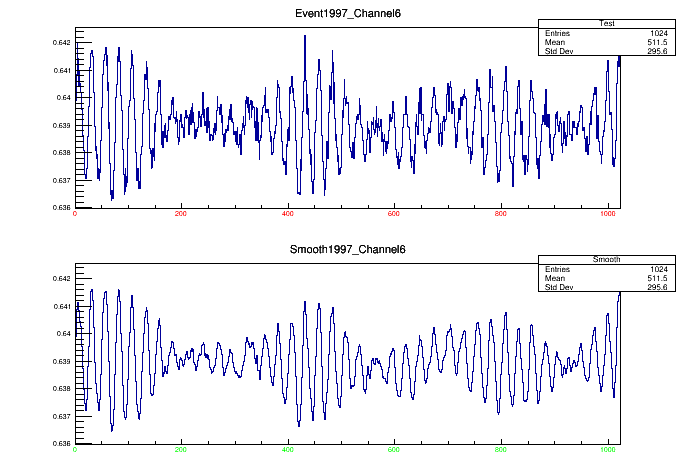 Event1997_Channel6
Test
Entries 1024
Mean 511.5
Std Dev 295.6
0.642
0.641
0.64
0.639
0.638
0.637
0.636
0 200 400 600 800 1000
Smooth1997_Channel6
Smooth
Entries 1024
Mean 511.5
Std Dev 295.6
0.642
0.641
0.64
0.639
0.638
0.637
0.636
0 200 400 600 800 1000